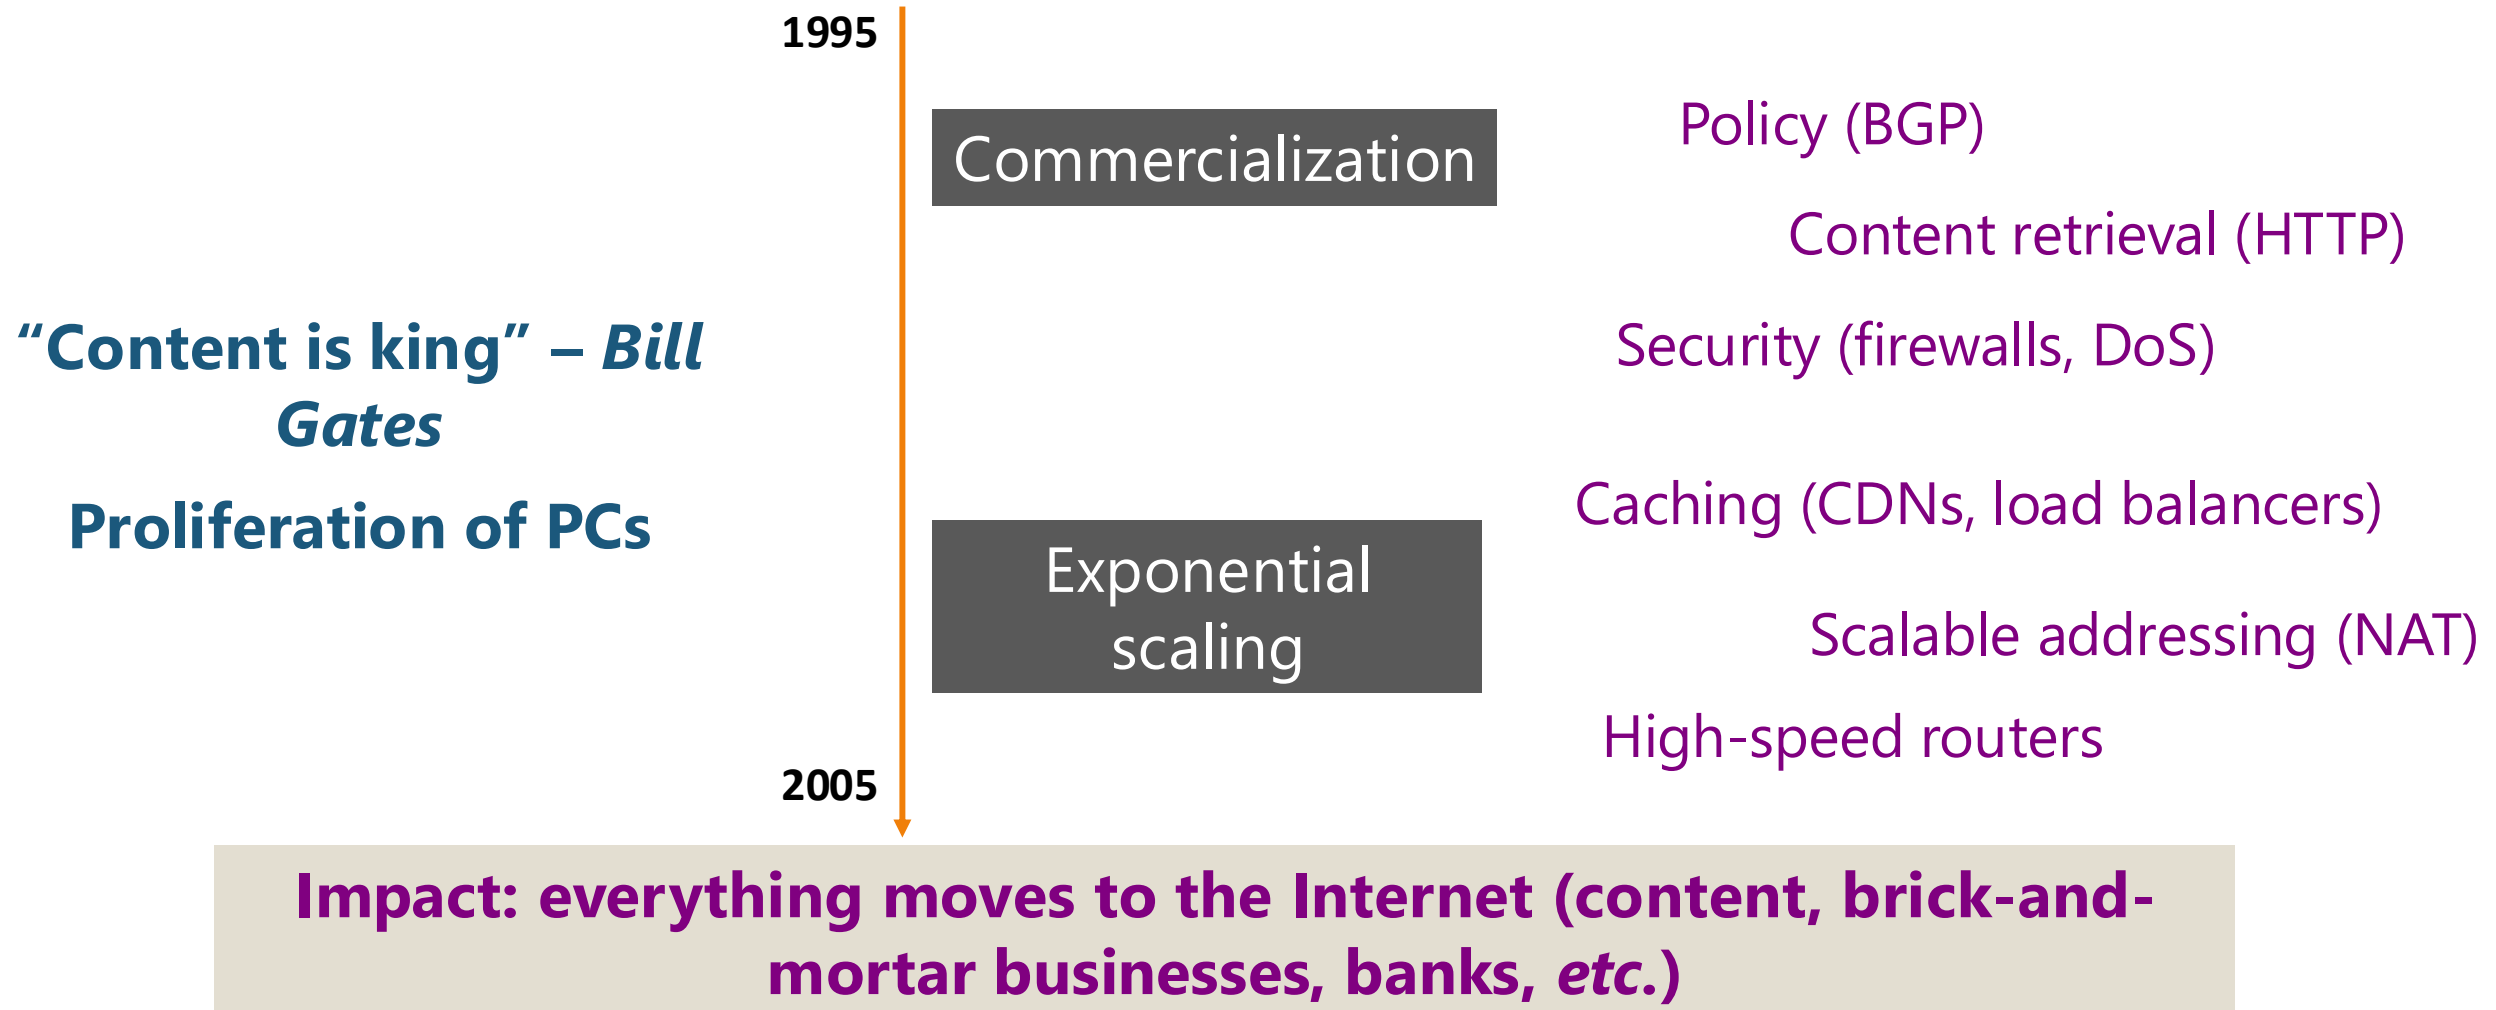 1995
Commercialization
Policy (BGP)
Content retrieval (HTTP)
Security (firewalls, DoS)
“Content is king” – Bill
Gates
Proliferation of PCs
Exponential
scaling
Caching (CDNs, load balancers)
Scalable addressing (NAT)
High-speed routers
2005
Impact: everything moves to the Internet (content, brick-and-
mortar businesses, banks, etc.)